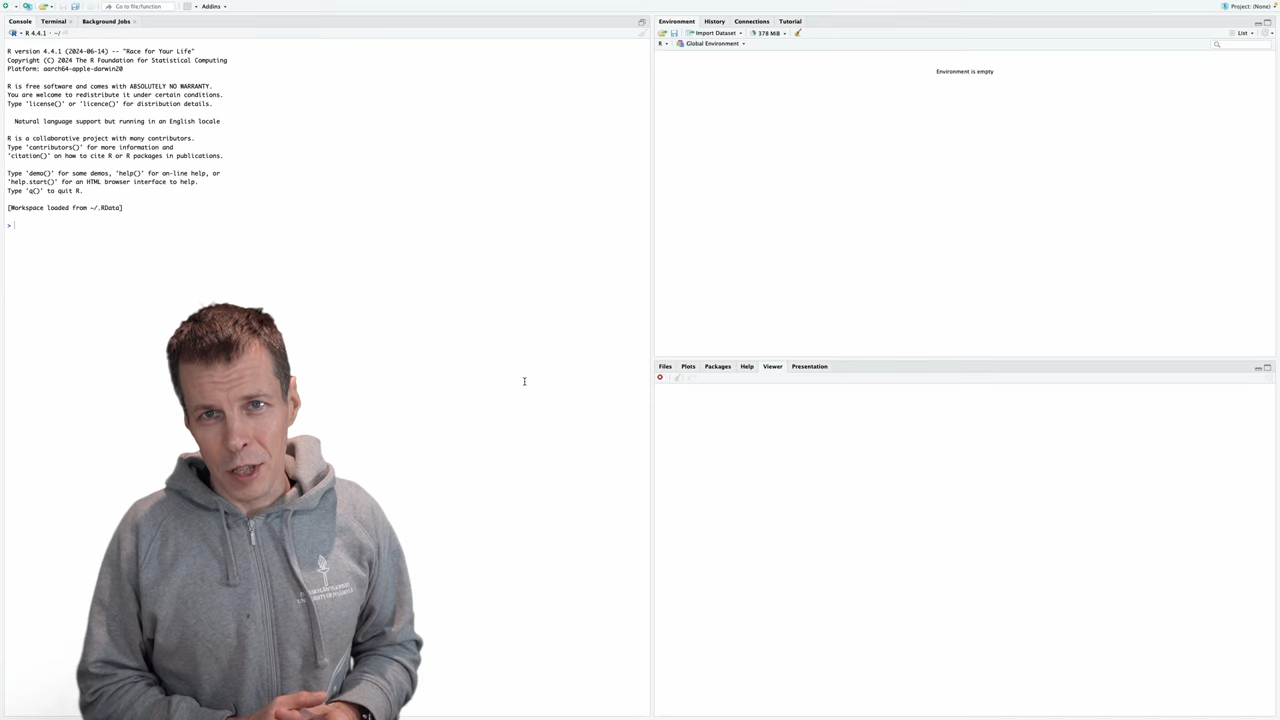 Go to file/function
Addins
Project: (None)
Console
Terminal
Background Jobs
R 4.4.1 · ~/
R version 4.4.1 (2024-06-14) -- "Race for Your Life"
Copyright (C) 2024 The R Foundation for Statistical Computing
Platform: aarch64-apple-darwin20
R is free software and comes with ABSOLUTELY NO WARRANTY.
You are welcome to redistribute it under certain conditions.
Type 'license()' or 'licence()' for distribution details.
Natural language support but running in an English locale
R is a collaborative project with many contributors.
Type 'contributors()' for more information and
'citation()' on how to cite R or R packages in publications.
Type 'demo()' for some demos, 'help()' for on-line help, or
'help.start()' for an HTML browser interface to help.
Type 'q()' to quit R.
[Workspace loaded from ~/.RData]
>
Environment
History
Connections
Tutorial
Import Dataset
378 MiB
List
R
Global Environment
Environment is empty
Files
Plots
Packages
Help
Viewer
Presentation